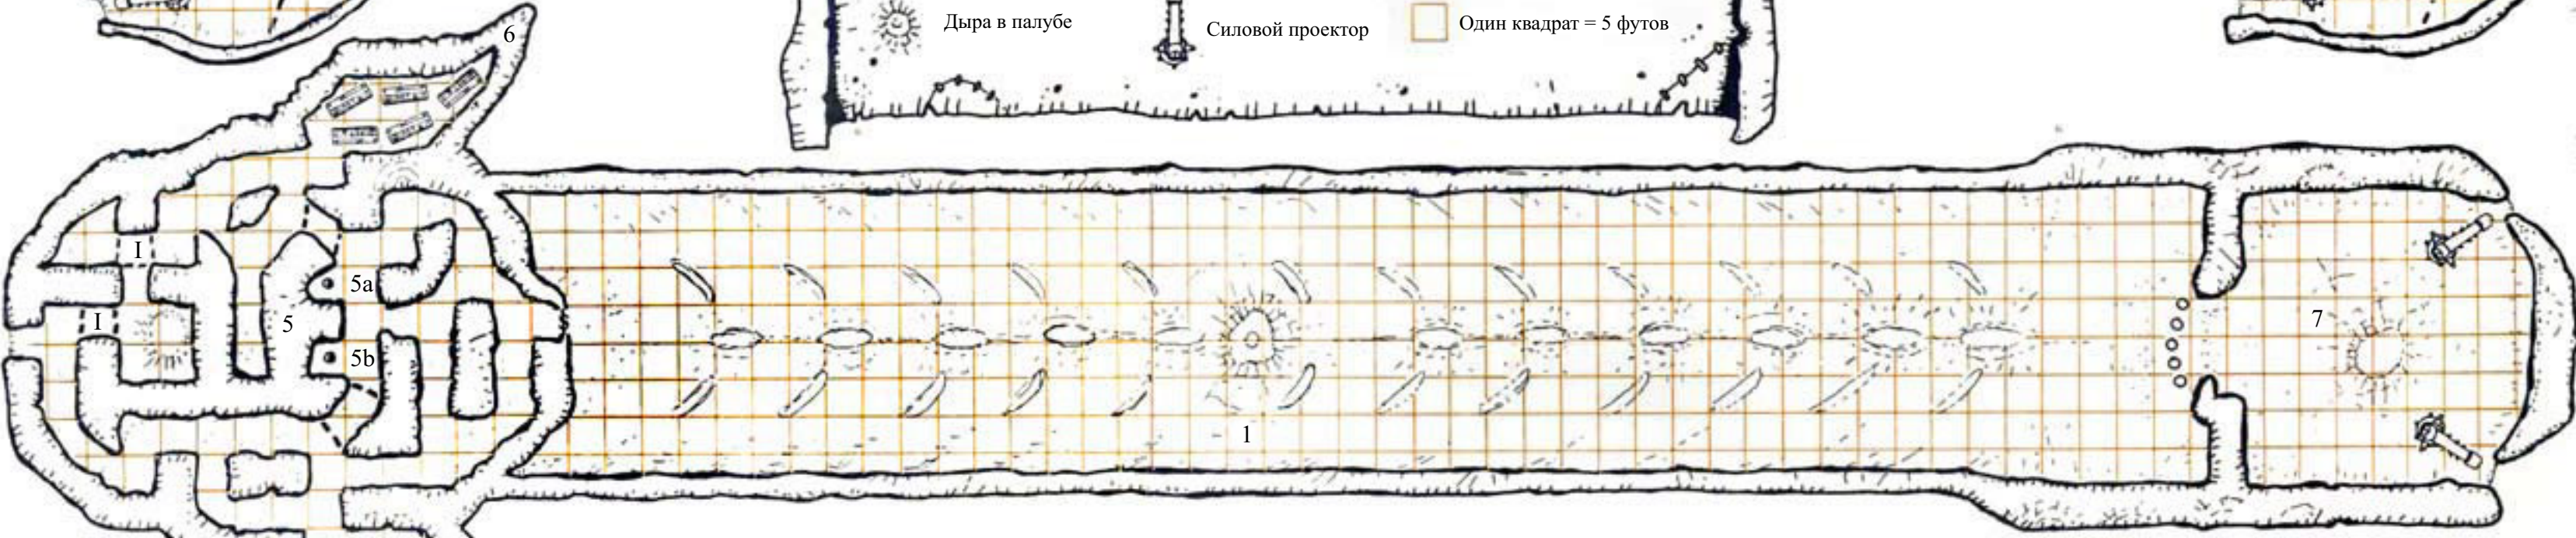 Дыра в палубе
Силовой проектор
Один квадрат = 5 футов
6
I
5a
I
5
5b
S
7
1